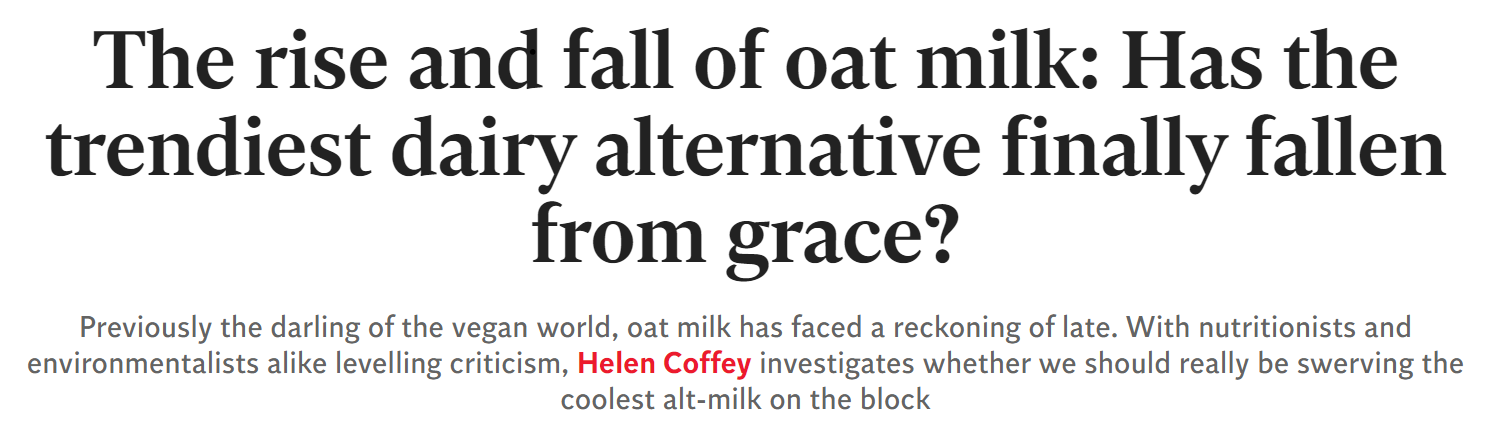 The rise and fall of oat milk: Has the
trendiest dairy alternative finally fallen
from grace?
Previously the darling of the vegan world, oat milk has faced a reckoning of late. With nutritionists and
environmentalists alike levelling criticism, Helen Coffey investigates whether we should really be swerving the
coolest alt-milk on the block